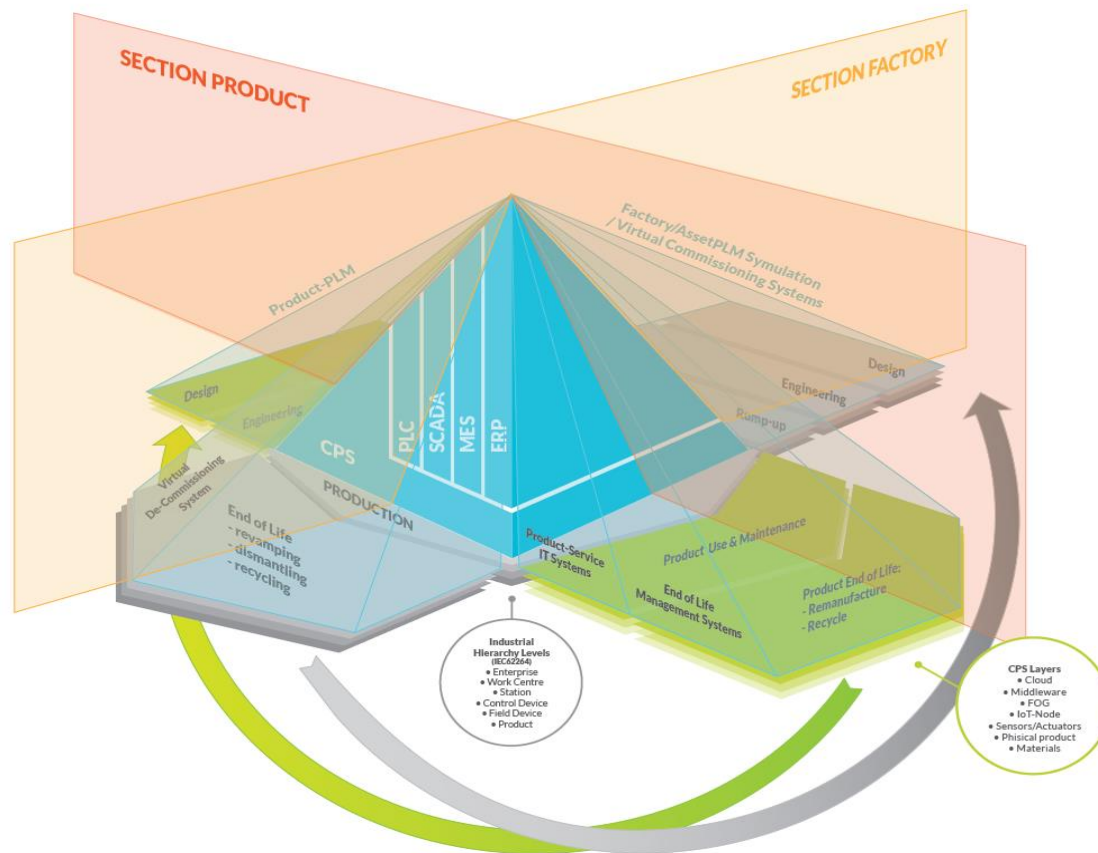 SECTION PRODUCT
SECTION FACTORY
Factory/AssetPLM Symulation
/ Virtual Commissioning Systems
Product-PLM
Design
Engineering
Design
Engineering
Rump-up
CPS
PLC
SCADA
MES
ERP
PRODUCTION
Virtual
De-Commissioning
System
End of Life
- revamping
- dismantling
- recycling
Product-Service
IT Systems
Product Use & Maintenance
End of Life
Management Systems
Product End of Life:
- Remanufacture
- Recycle
Industrial
Hierarchy Levels
(IEC62264)
• Enterprise
• Work Centre
• Station
• Control Device
• Field Device
• Product
CPS Layers
• Cloud
• Middleware
• FOG
• IoT-Node
• Sensors/Actuators
• Phisical product
• Materials